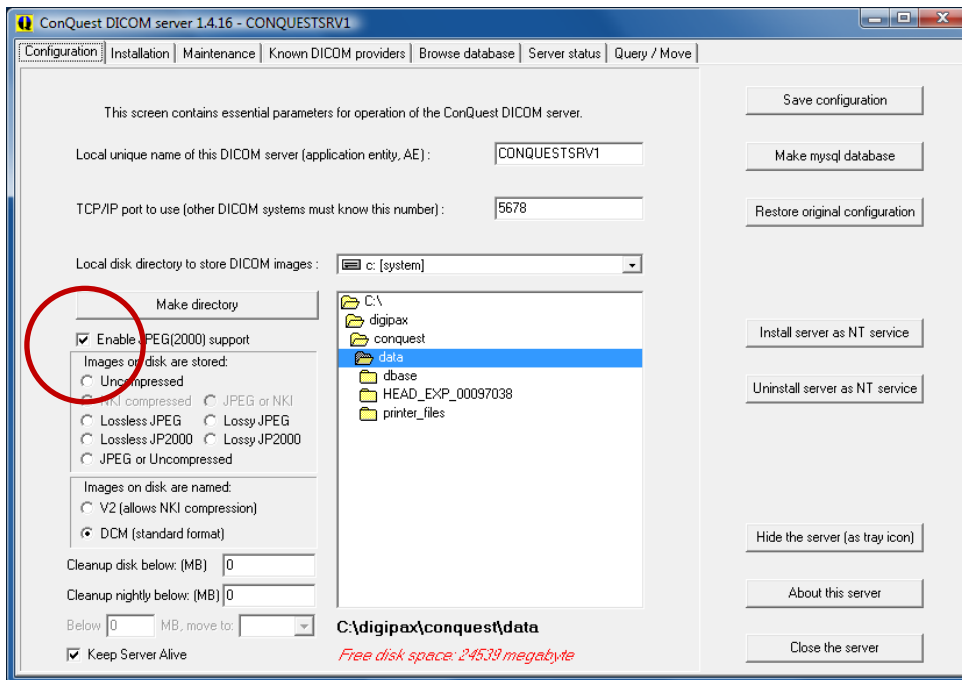 ConQuest DICOM server 1.4.16 - CONQUESTSRV1
Configuration Installation Maintenance Known DICOM providers Browse database Server status Query / Move
This screen contains essential parameters for operation of the ConQuest DICOM server.
Local unique name of this DICOM server (application entity, AE) : CONQUESTSRV1
TCP/IP port to use (other DICOM systems must know this number) : 5678
Local disk directory to store DICOM images : c: [system]
Make directory
Enable JPEG(2000) support
Images on disk are stored:
Uncompressed
NKI compressed JPEG or NKI
Lossless JPEG Lossy JPEG
Lossless JP2000 Lossy JP2000
JPEG or Uncompressed
Images on disk are named:
V2 (allows NKI compression)
DCM (standard format)
Cleanup disk below: (MB) 0
Cleanup nightly below: (MB) 0
Below 0 MB, move to:
Keep Server Alive
C:\
digipax
conquest
data
dbase
HEAD_EXP_00097038
printer_files
C:\digipax\conquest\data
Free disk space: 24539 megabyte
Save configuration
Make mysql database
Restore original configuration
Install server as NT service
Uninstall server as NT service
Hide the server (as tray icon)
About this server
Close the server